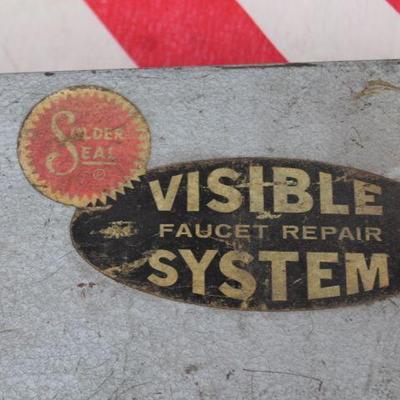 SOLDER
SEAL
©
VISIBLE
FAUCET REPAIR
SYSTEM